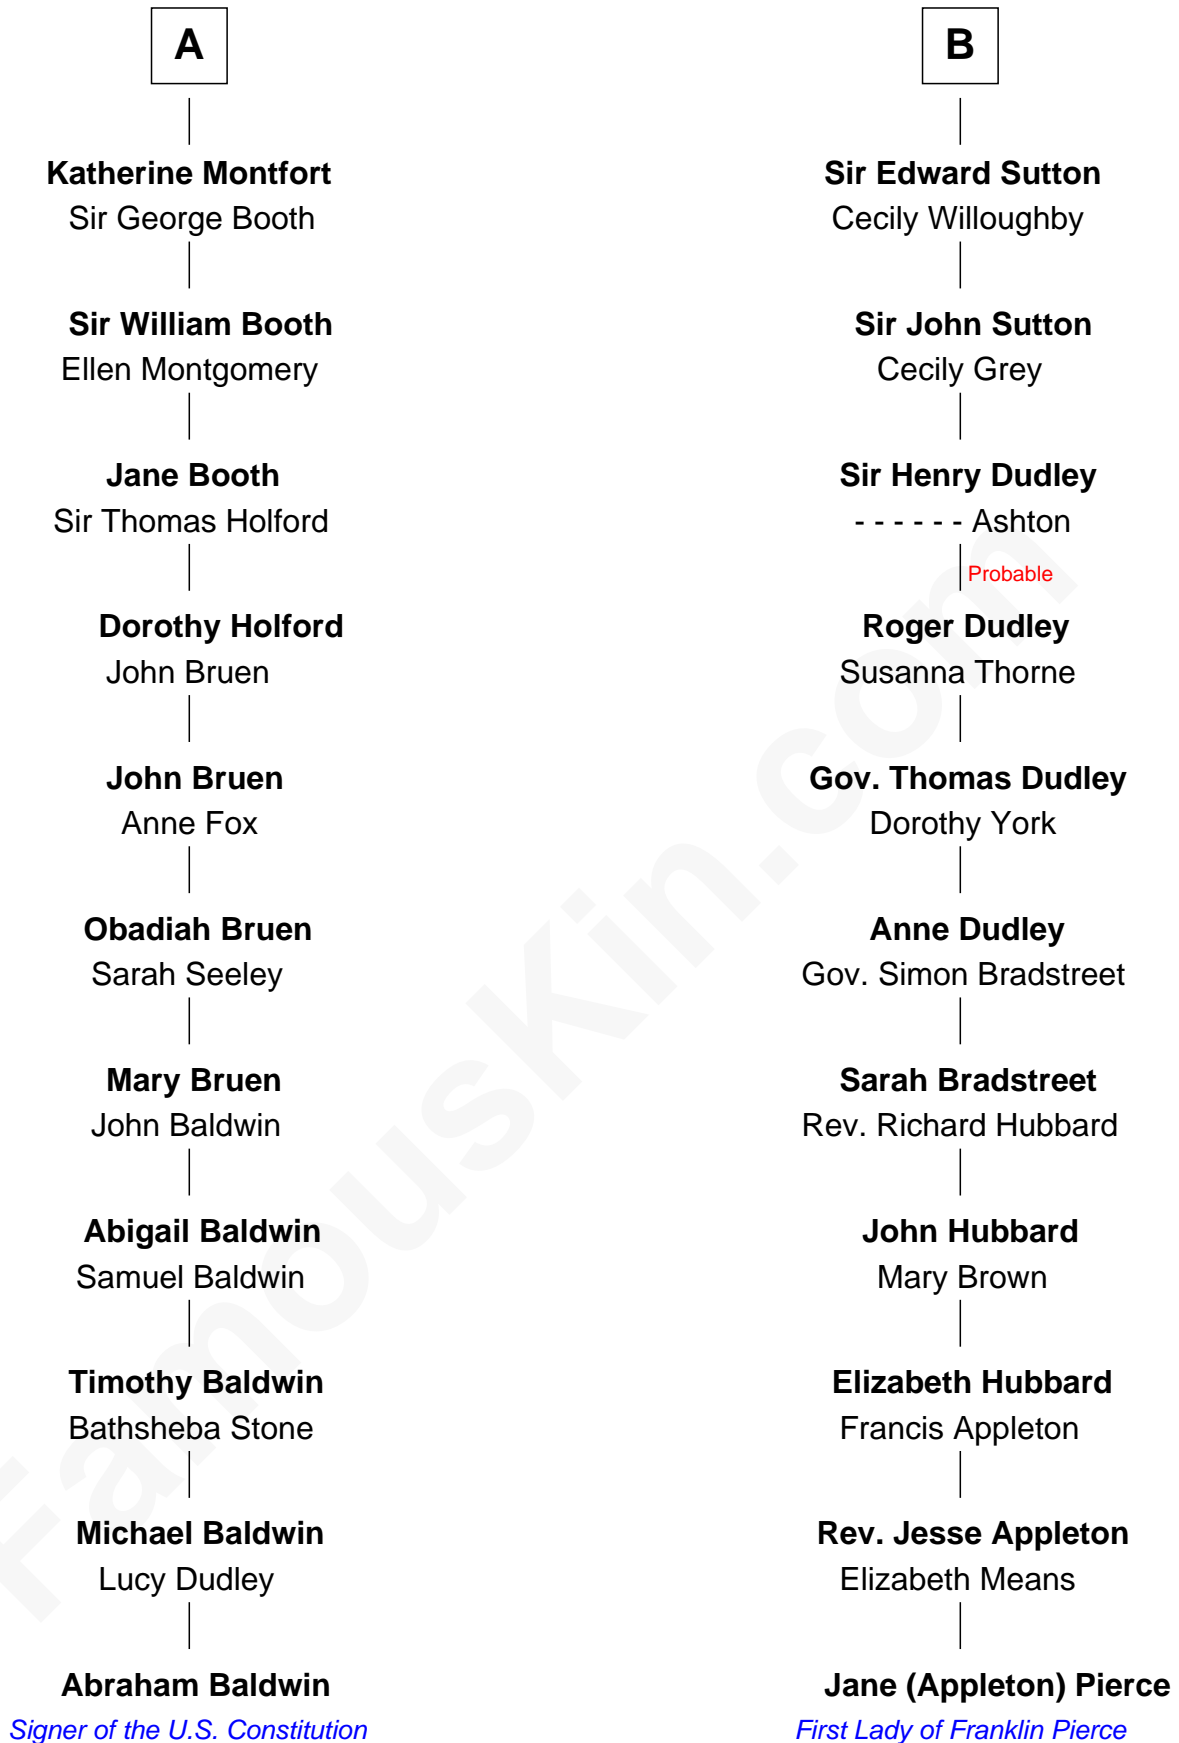 A
Katherine Montfort
Sir George Booth
Sir William Booth
Ellen Montgomery
Jane Booth
Sir Thomas Holford
Dorothy Holford
John Bruen
John Bruen
Anne Fox
Obadiah Bruen
Sarah Seeley
Mary Bruen
John Baldwin
Abigail Baldwin
Samuel Baldwin
Timothy Baldwin
Bathsheba Stone
Michael Baldwin
Lucy Dudley
Abraham Baldwin
Signer of the U.S. Constitution
B
Sir Edward Sutton
Cecily Willoughby
Sir John Sutton
Cecily Grey
Sir Henry Dudley
- - - - - - Ashton
Probable
Roger Dudley
Susanna Thorne
Gov. Thomas Dudley
Dorothy York
Anne Dudley
Gov. Simon Bradstreet
Sarah Bradstreet
Rev. Richard Hubbard
John Hubbard
Mary Brown
Elizabeth Hubbard
Francis Appleton
Rev. Jesse Appleton
Elizabeth Means
Jane (Appleton) Pierce
First Lady of Franklin Pierce
FamousKin.com